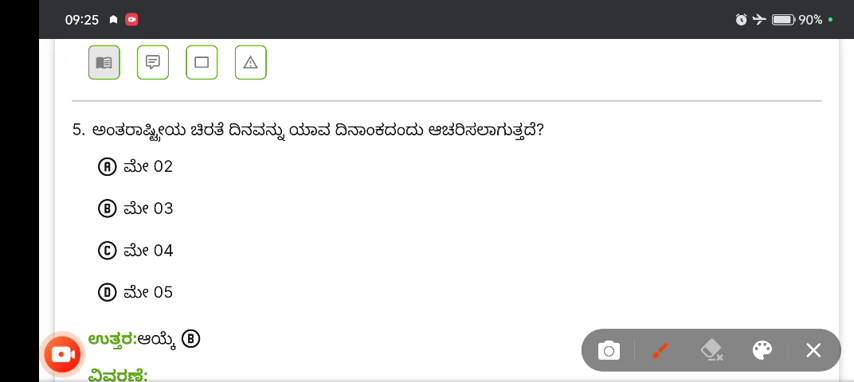 09:25
90%
5. ಅಂತರಾಷ್ಟ್ರೀಯ ಚಿರತೆ ದಿನವನ್ನು ಯಾವ ದಿನಾಂಕದಂದು ಆಚರಿಸಲಾಗುತ್ತದೆ?
A ಮೇ 02
B ಮೇ 03
C ಮೇ 04
D ಮೇ 05
ಉತ್ತರ:ಆಯ್ಕೆ B
ವಿವರಣೆ: